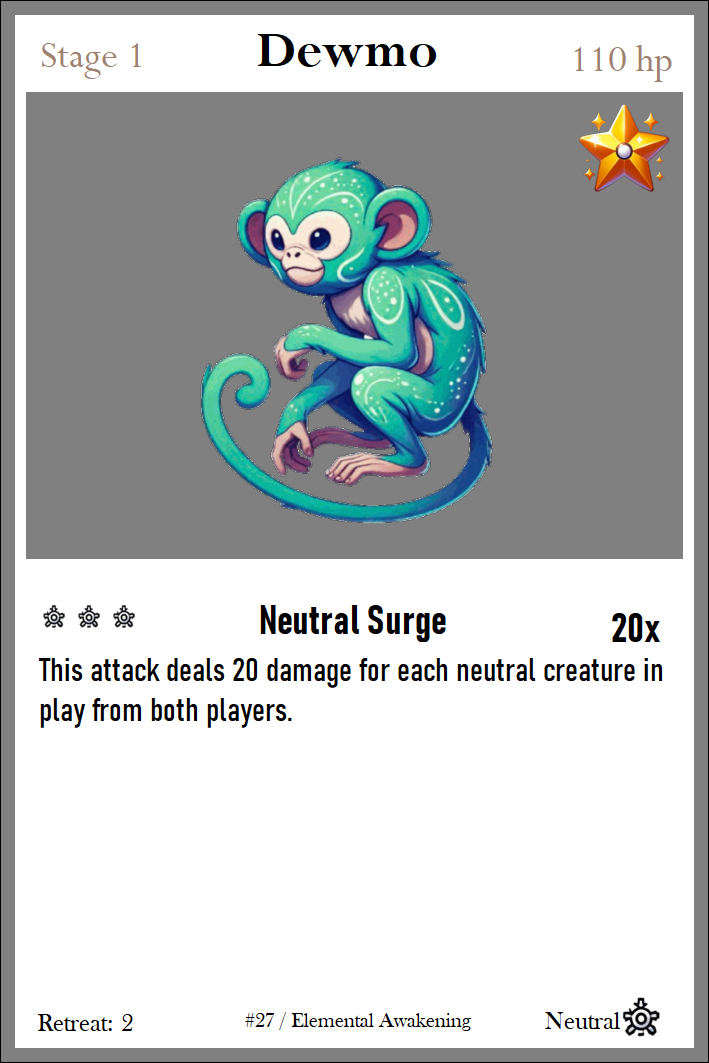 Stage 1
Dewmo
110 hp
Neutral Surge
20x
This attack deals 20 damage for each neutral creature in
play from both players.
Retreat: 2
#27 / Elemental Awakening
Neutral